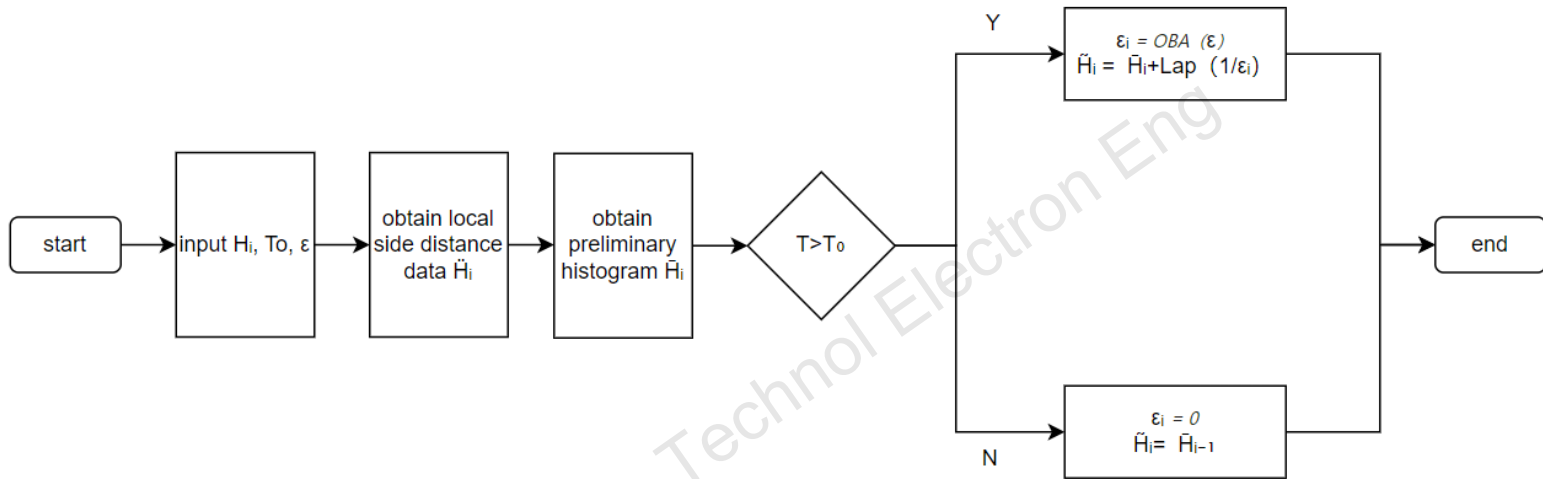 start
input Hᵢ, To, ε
obtain local
side distance
data Ḧᵢ
obtain
preliminary
histogram H̄ᵢ
T>T₀
Y
εᵢ = OBA (ε)
H̃ᵢ = H̄ᵢ+Lap (1/εᵢ)
N
εᵢ = 0
H̃ᵢ= H̄ᵢ₋₁
end
Technol Electron Eng